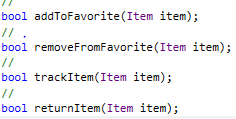 //
bool addToFavorite(Item item);
// .
bool removeFromFavorite(Item item);
//
bool trackItem(Item item);
//
bool returnItem(Item item);